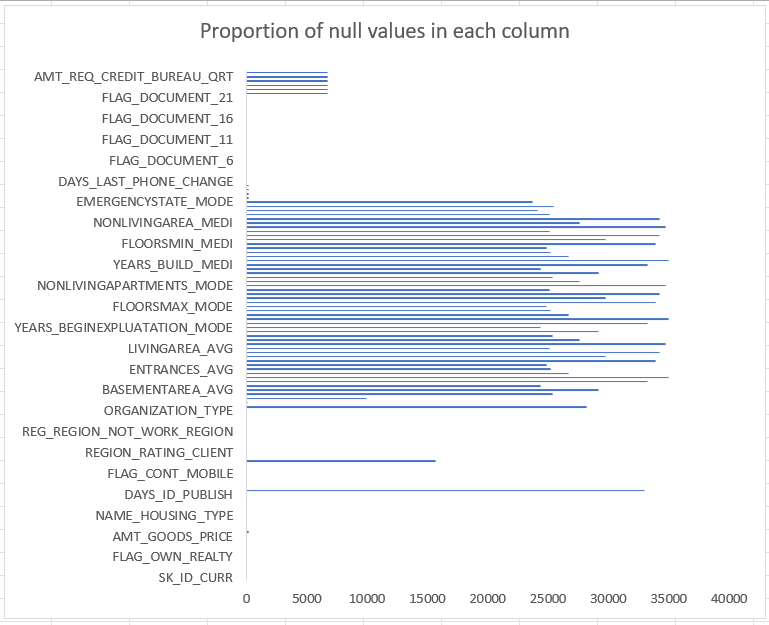 Proportion of null values in each column
AMT_REQ_CREDIT_BUREAU_QRT
FLAG_DOCUMENT_21
FLAG_DOCUMENT_16
FLAG_DOCUMENT_11
FLAG_DOCUMENT_6
DAYS_LAST_PHONE_CHANGE
EMERGENCYSTATE_MODE
NONLIVINGAREA_MEDI
FLOORSMIN_MEDI
YEARS_BUILD_MEDI
NONLIVINGAPARTMENTS_MODE
FLOORSMAX_MODE
YEARS_BEGINEXPLUATATION_MODE
LIVINGAREA_AVG
ENTRANCES_AVG
BASEMENTAREA_AVG
ORGANIZATION_TYPE
REG_REGION_NOT_WORK_REGION
REGION_RATING_CLIENT
FLAG_CONT_MOBILE
DAYS_ID_PUBLISH
NAME_HOUSING_TYPE
AMT_GOODS_PRICE
FLAG_OWN_REALTY
SK_ID_CURR
0 5000 10000 15000 20000 25000 30000 35000 40000